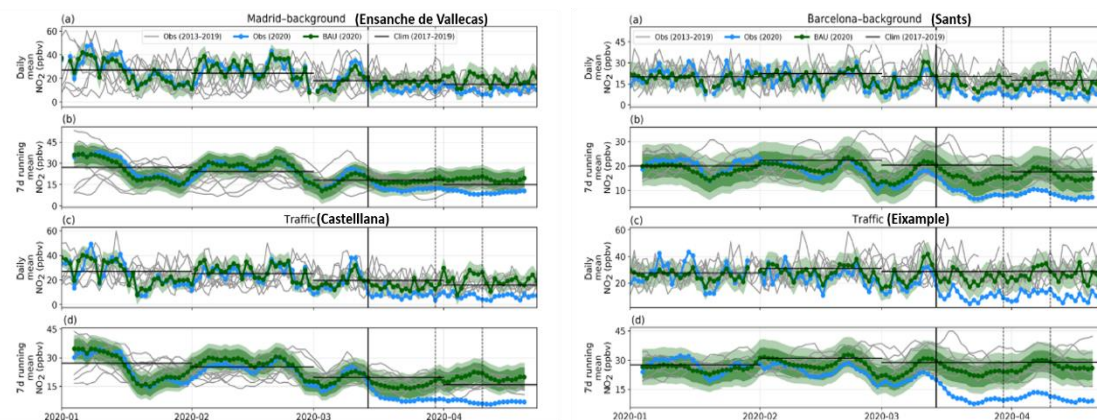 Madrid-background (Ensanche de Vallecas)
(a)
Obs (2013-2019) Obs (2020) BAU (2020) Clim (2017-2019)
Daily mean NO2 (ppbv)
60
40
20
0
(b)
7d running mean NO2 (ppbv)
45
30
15
0
Traffic (Castelllana)
(c)
Daily mean NO2 (ppbv)
60
40
20
0
(d)
7d running mean NO2 (ppbv)
45
30
15
2020-01 2020-02 2020-03 2020-04
Barcelona-background (Sants)
(a)
Obs (2013-2019) Obs (2020) BAU (2020) Clim (2017-2019)
Daily mean NO2 (ppbv)
45
30
15
0
(b)
7d running mean NO2 (ppbv)
30
20
10
Traffic (Eixample)
(c)
Daily mean NO2 (ppbv)
60
40
20
(d)
7d running mean NO2 (ppbv)
45
30
15
2020-01 2020-02 2020-03 2020-04